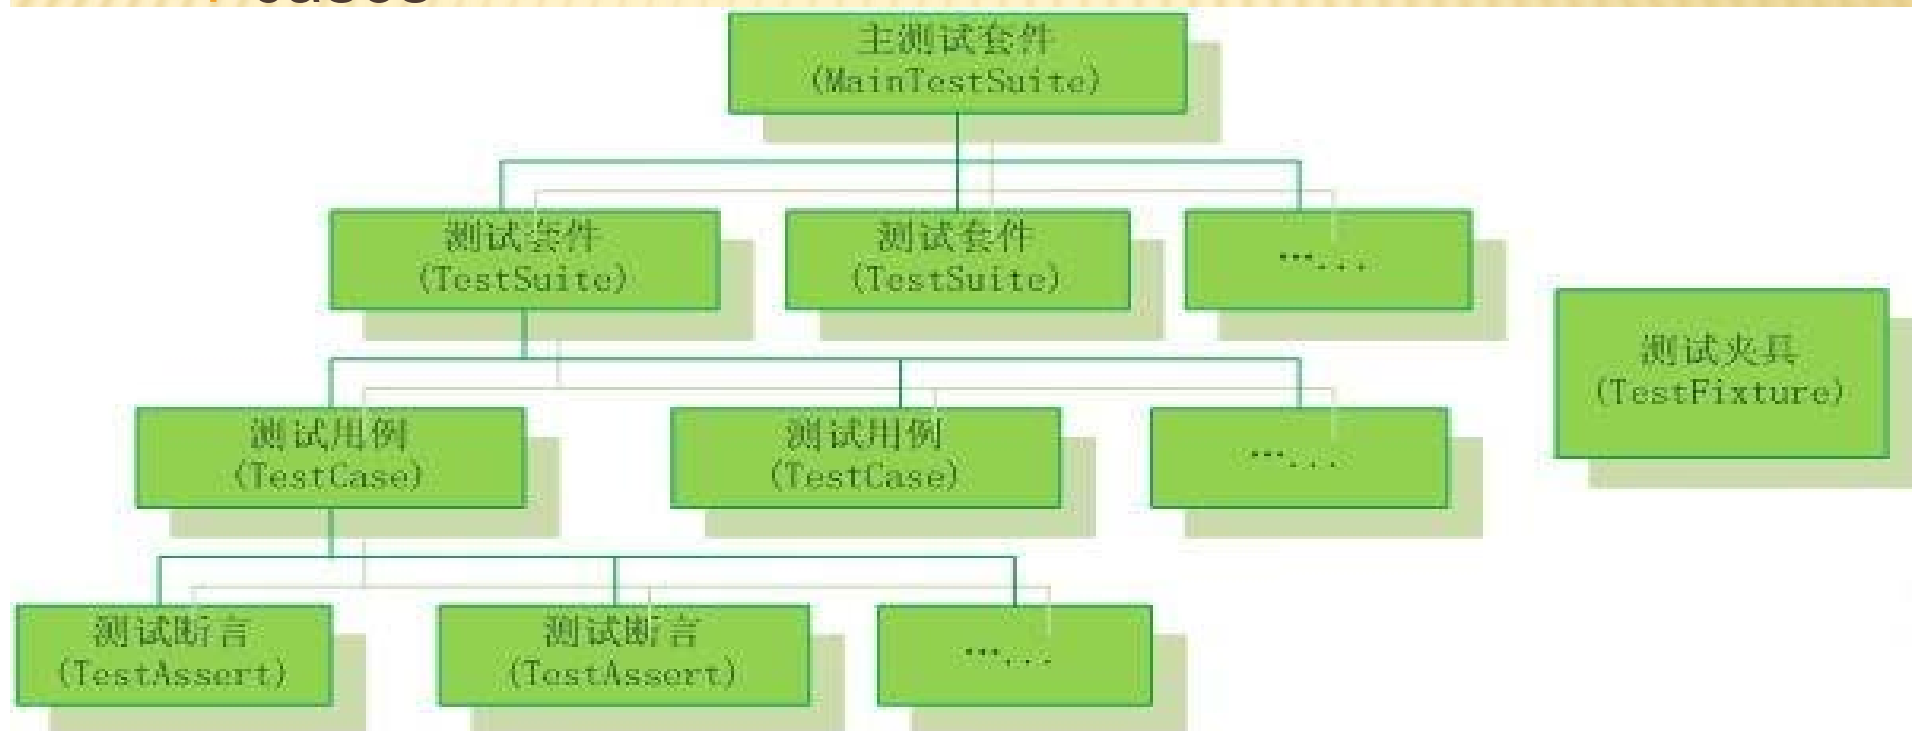 cases
主测试套件
(MainTestSuite)
测试套件
(TestSuite)
测试套件
(TestSuite)
......
测试夹具
(TestFixture)
测试用例
(TestCase)
测试用例
(TestCase)
......
测试断言
(TestAssert)
测试断言
(TestAssert)
......